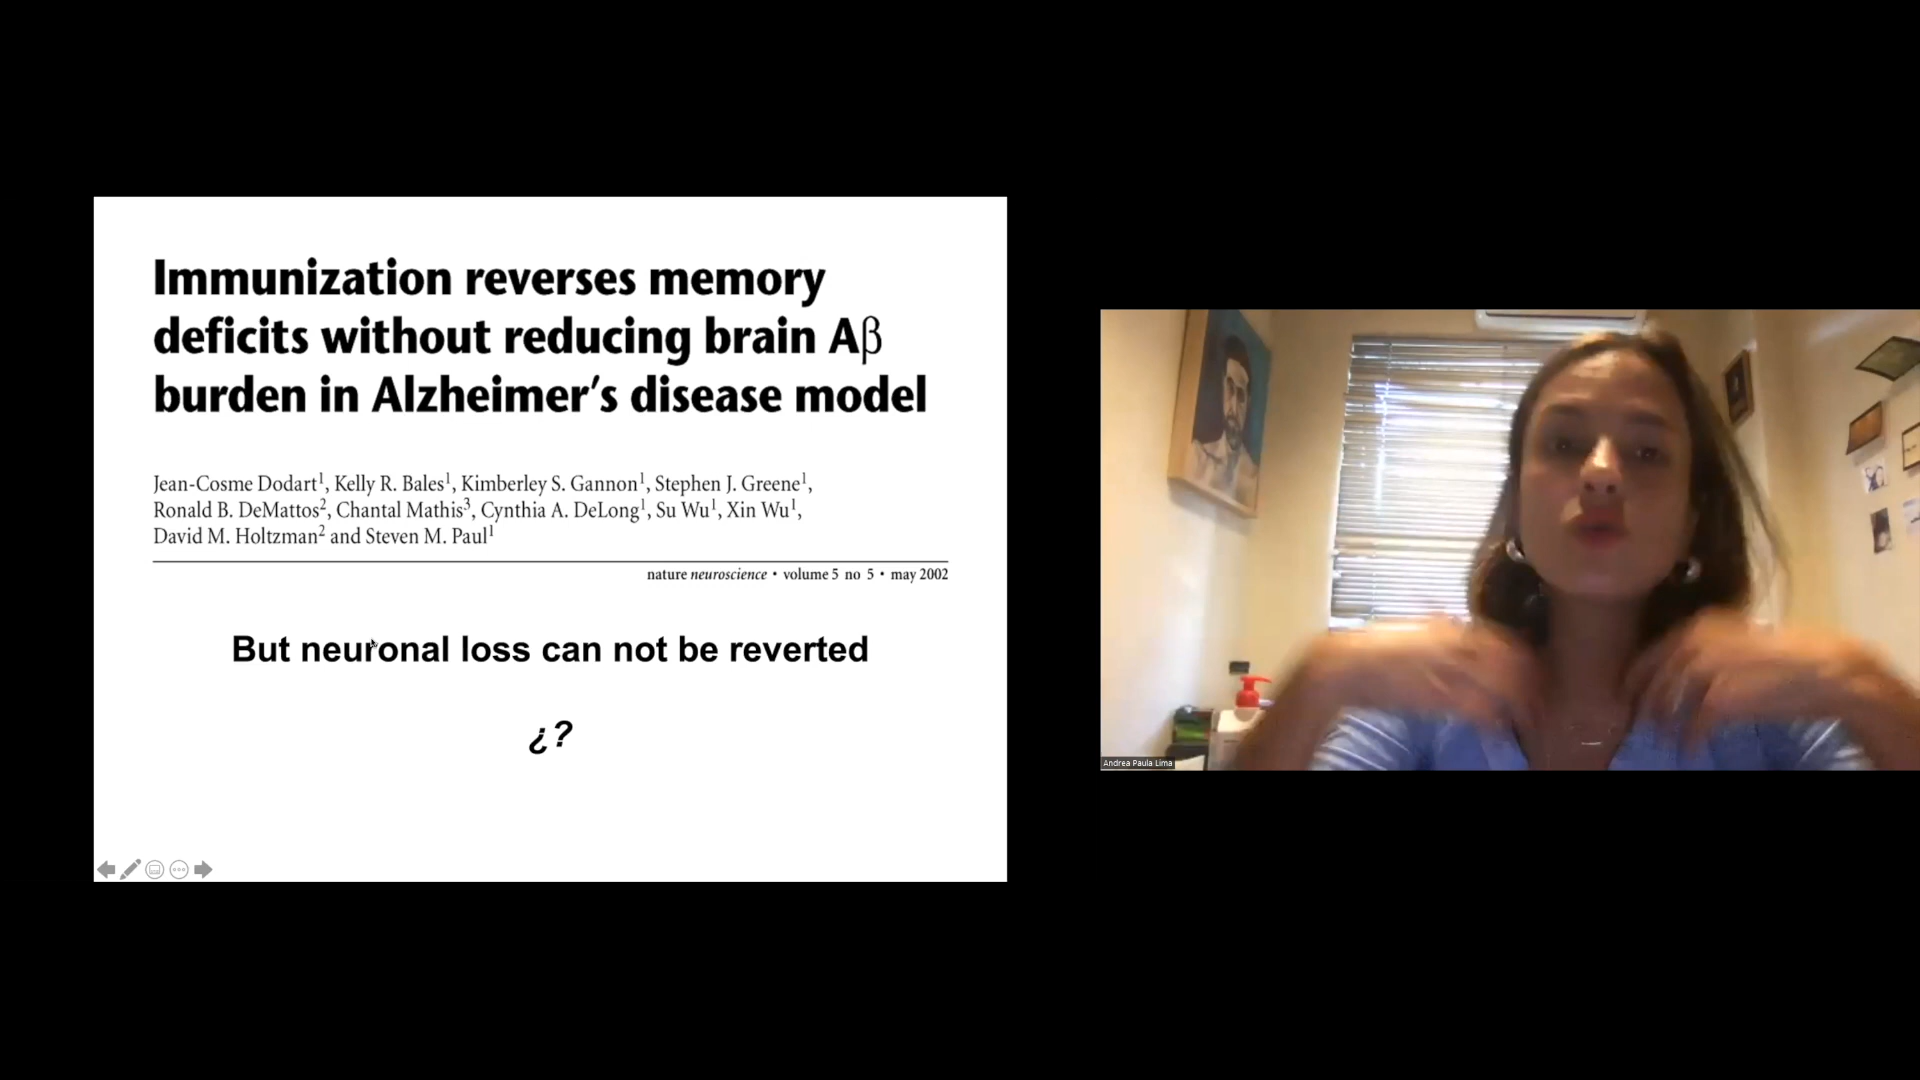 Immunization reverses memory
deficits without reducing brain Aβ
burden in Alzheimer's disease model
Jean-Cosme Dodart1, Kelly R. Bales1, Kimberley S. Gannon1, Stephen J. Greene1,
Ronald B. DeMattos2, Chantal Mathis3, Cynthia A. DeLong1, Su Wu1, Xin Wu1,
David M. Holtzman2 and Steven M. Paul1
nature neuroscience • volume 5 no 5 • may 2002
But neuronal loss can not be reverted
¿?
Andrea Paula Lima